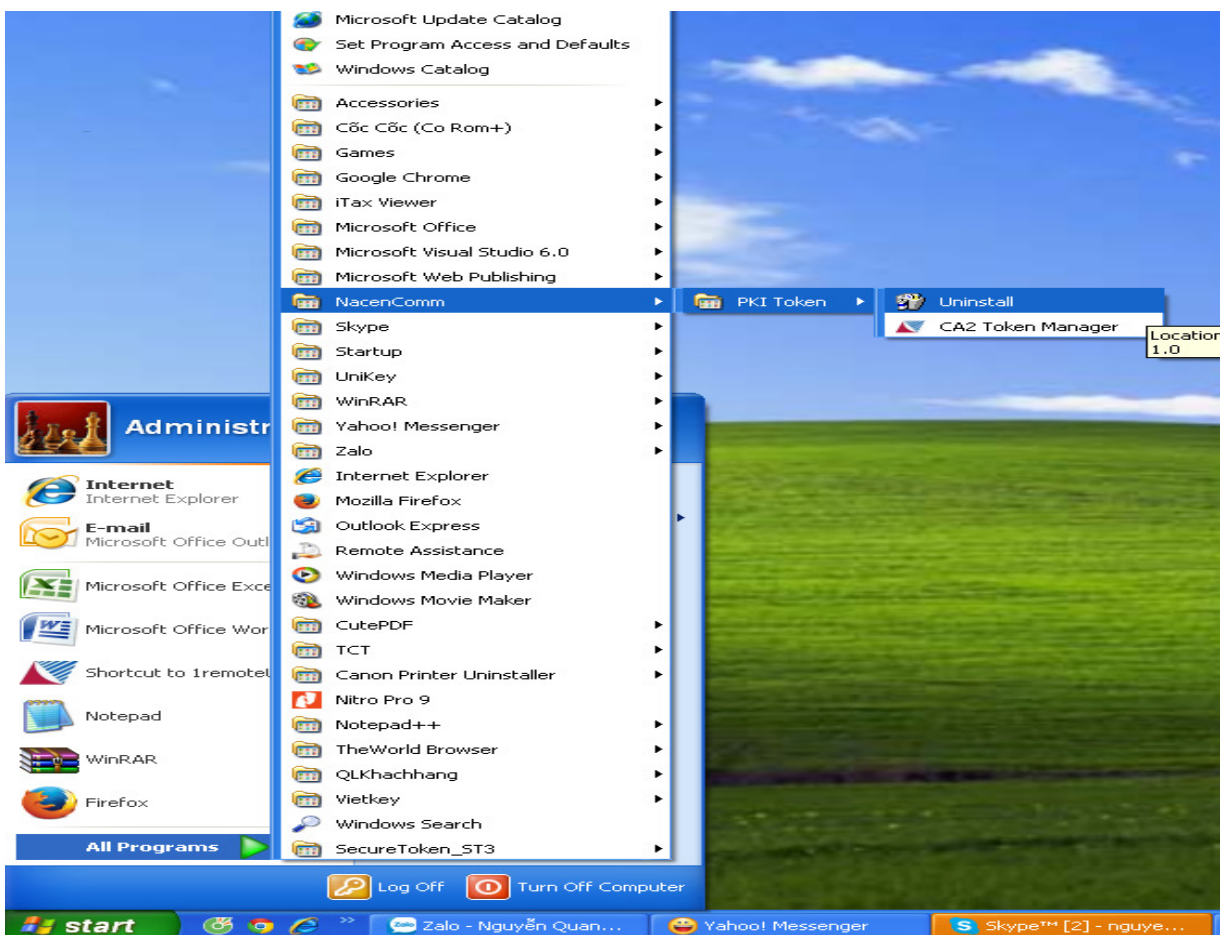 Microsoft Update Catalog
Set Program Access and Defaults
Windows Catalog
Accessories
Cốc Cốc (Co Rom+)
Games
Google Chrome
iTax Viewer
Microsoft Office
Microsoft Visual Studio 6.0
Microsoft Web Publishing
NacenComm
PKI Token
Uninstall
CA2 Token Manager
Location
1.0
Skype
Startup
UniKey
WinRAR
Yahoo! Messenger
Zalo
Internet Explorer
Mozilla Firefox
Outlook Express
Remote Assistance
Windows Media Player
Windows Movie Maker
CutePDF
TCT
Canon Printer Uninstaller
Nitro Pro 9
Notepad++
TheWorld Browser
QLKhachhang
Vietkey
Windows Search
SecureToken_ST3
Administr
Internet
Internet Explorer
E-mail
Microsoft Office Outl
Microsoft Office Exce
Microsoft Office Wor
Shortcut to 1remotel
Notepad
WinRAR
Firefox
All Programs
Log Off
Turn Off Computer
start
Zalo - Nguyễn Quan...
Yahoo! Messenger
Skype™ [2] - nguye...